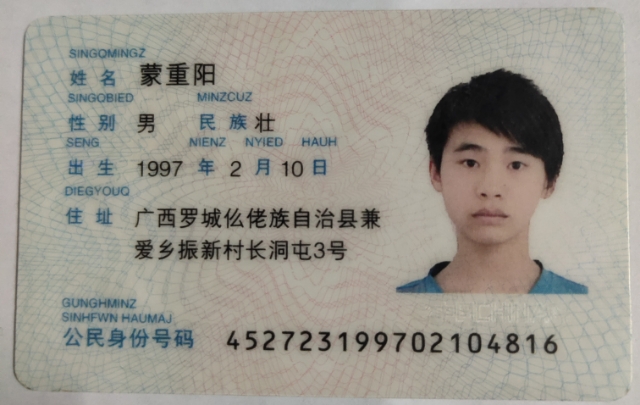 SINGQMINGZ
姓名 蒙重阳
SINGQBIED MINZCUZ
性别 男 民族 壮
SENG NIENZ NYIED HAUH
出生 1997 年 2 月 10 日
DIEGYOUQ
住址 广西罗城仫佬族自治县兼
爱乡振新村长洞屯3号
GUNGHMINZ
SINHFWN HAUMAJ
公民身份号码 452723199702104816